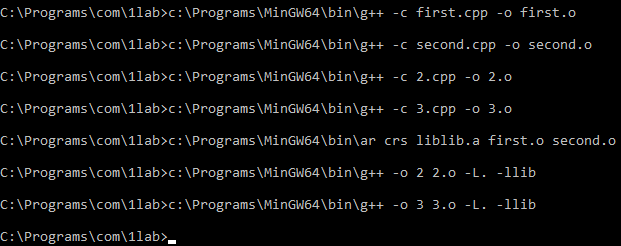 C:\Programs\com\1lab>c:\Programs\MinGW64\bin\g++ -c first.cpp -o first.o
C:\Programs\com\1lab>c:\Programs\MinGW64\bin\g++ -c second.cpp -o second.o
C:\Programs\com\1lab>c:\Programs\MinGW64\bin\g++ -c 2.cpp -o 2.o
C:\Programs\com\1lab>c:\Programs\MinGW64\bin\g++ -c 3.cpp -o 3.o
C:\Programs\com\1lab>c:\Programs\MinGW64\bin\ar crs liblib.a first.o second.o
C:\Programs\com\1lab>c:\Programs\MinGW64\bin\g++ -o 2 2.o -L. -llib
C:\Programs\com\1lab>c:\Programs\MinGW64\bin\g++ -o 3 3.o -L. -llib
C:\Programs\com\1lab>